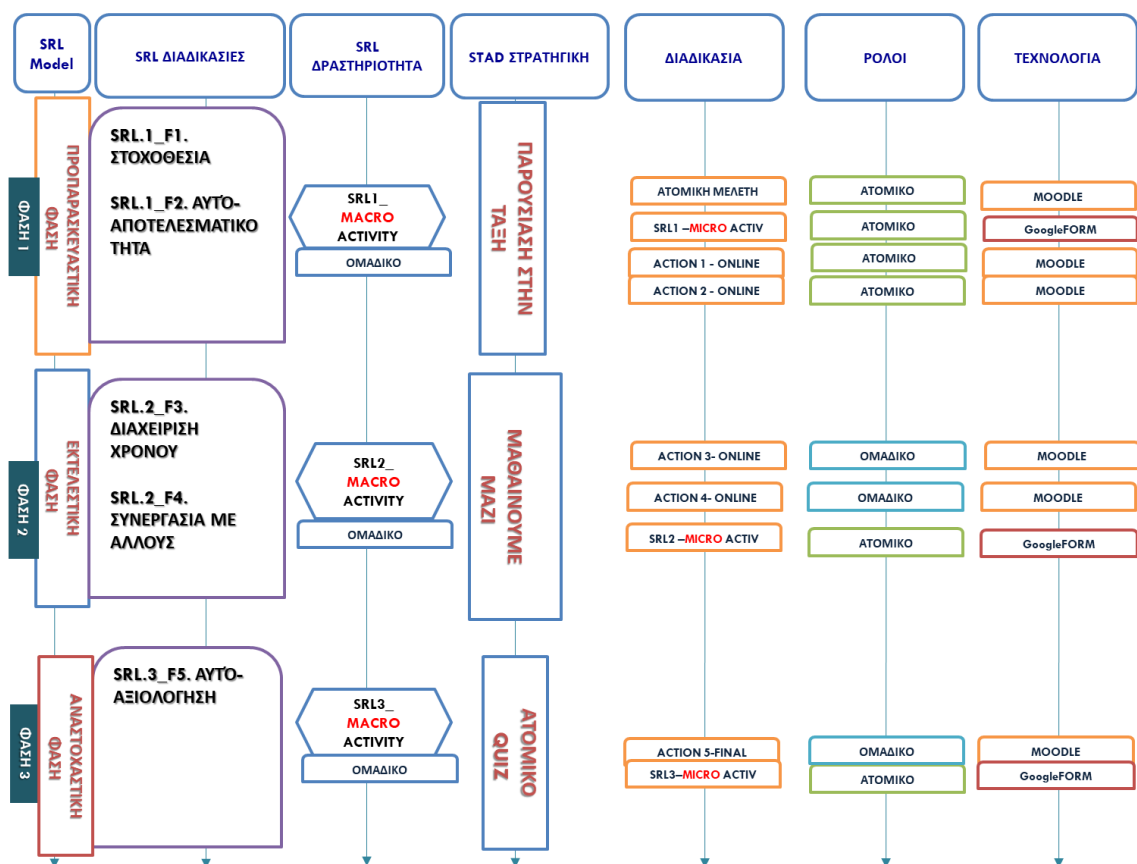 SRL
Model
SRL ΔΙΑΔΙΚΑΣΙΕΣ
SRL
ΔΡΑΣΤΗΡΙΟΤΗΤΑ
STAD ΣΤΡΑΤΗΓΙΚΗ
ΔΙΑΔΙΚΑΣΙΑ
ΡΟΛΟΙ
ΤΕΧΝΟΛΟΓΙΑ
ΦΑΣΗ 1
ΠΡΟΠΑΡΑΣΚΕΥΑΣΤΙΚΗ
ΦΑΣΗ
SRL.1_F1.
ΣΤΟΧΟΘΕΣΙΑ
SRL.1_F2. ΑΥΤΌ-
ΑΠΟΤΕΛΕΣΜΑΤΙΚΟ
ΤΗΤΑ
SRL1_
MACRO
ACTIVITY
ΟΜΑΔΙΚΟ
ΠΑΡΟΥΣΙΑΣΗ ΣΤΗΝ
ΤΑΞΗ
ΑΤΟΜΙΚΗ ΜΕΛΕΤΗ
ΑΤΟΜΙΚΟ
MOODLE
SRL1 –MICRO ACTIV
ΑΤΟΜΙΚΟ
GoogleFORM
ACTION 1 - ONLINE
ΑΤΟΜΙΚΟ
MOODLE
ACTION 2 - ONLINE
ΑΤΟΜΙΚΟ
MOODLE
ΦΑΣΗ 2
ΕΚΤΕΛΕΣΤΙΚΗ
ΦΑΣΗ
SRL.2_F3.
ΔΙΑΧΕΙΡΙΣΗ
ΧΡΟΝΟΥ
SRL.2_F4.
ΣΥΝΕΡΓΑΣΙΑ ΜΕ
ΑΛΛΟΥΣ
SRL2_
MACRO
ACTIVITY
ΟΜΑΔΙΚΟ
ΜΑΘΑΙΝΟΥΜΕ
ΜΑΖΙ
ACTION 3- ONLINE
ΟΜΑΔΙΚΟ
MOODLE
ACTION 4- ONLINE
ΟΜΑΔΙΚΟ
MOODLE
SRL2 –MICRO ACTIV
ΑΤΟΜΙΚΟ
GoogleFORM
ΦΑΣΗ 3
ΑΝΑΣΤΟΧΑΣΤΙΚΗ
ΦΑΣΗ
SRL.3_F5. ΑΥΤΌ-
ΑΞΙΟΛΟΓΗΣΗ
SRL3_
MACRO
ACTIVITY
ΟΜΑΔΙΚΟ
ΑΤΟΜΙΚΟ
QUIZ
ACTION 5-FINAL
ΟΜΑΔΙΚΟ
MOODLE
SRL3–MICRO ACTIV
ΑΤΟΜΙΚΟ
GoogleFORM